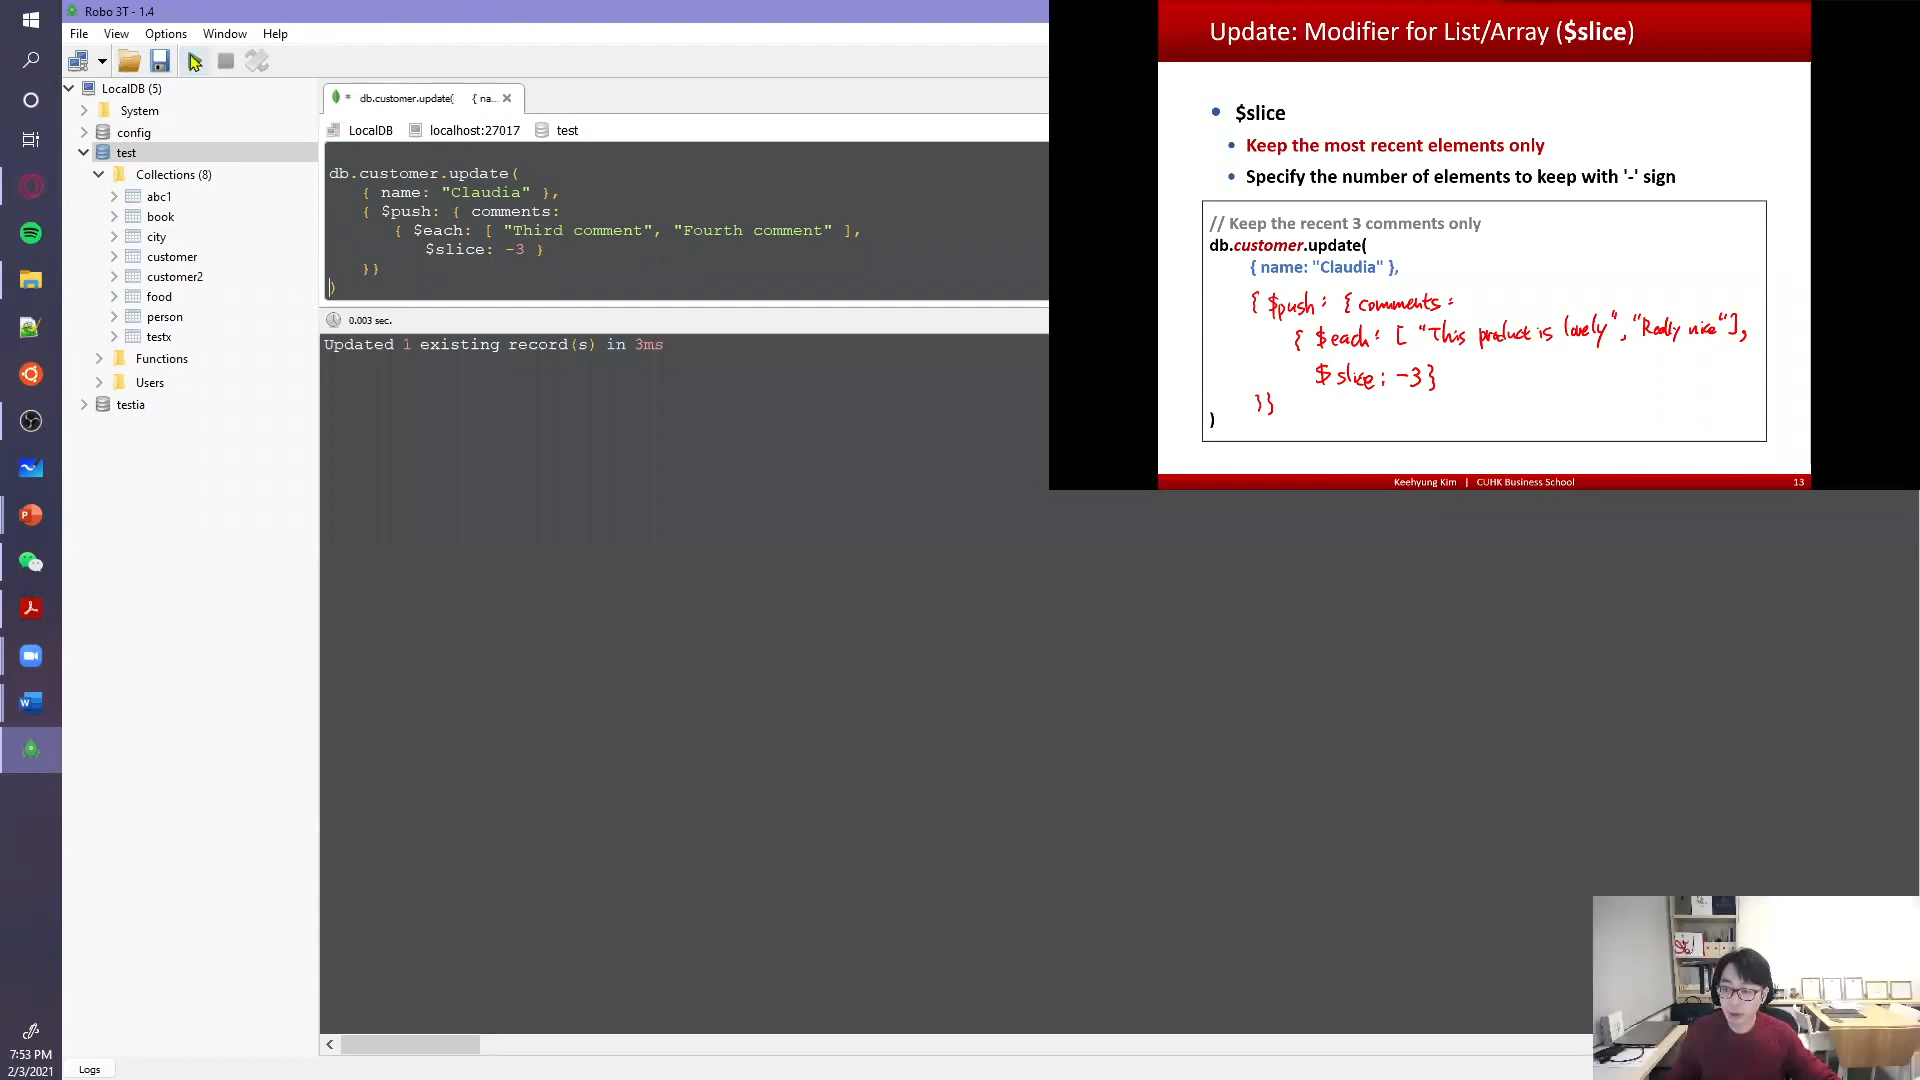 Robo 3T - 1.4
File View Options Window Help
LocalDB (5)
System
config
test
Collections (8)
abc1
book
city
customer
customer2
food
person
testx
Functions
Users
testia
* db.customer.update( { na...
LocalDB localhost:27017 test
db.customer.update(
{ name: "Claudia" },
{ $push: { comments:
{ $each: [ "Third comment", "Fourth comment" ],
$slice: -3 }
}}
)
0.003 sec.
Updated 1 existing record(s) in 3ms
Logs
7:53 PM
2/3/2021
Update: Modifier for List/Array ($slice)
• $slice
• Keep the most recent elements only
• Specify the number of elements to keep with '-' sign
// Keep the recent 3 comments only
db.customer.update(
{ name: "Claudia" },
{ $push: { comments:
{ $each: [ "This product is lovely", "Really nice"],
$slice: -3}
}}
)
Keehyung Kim | CUHK Business School
13